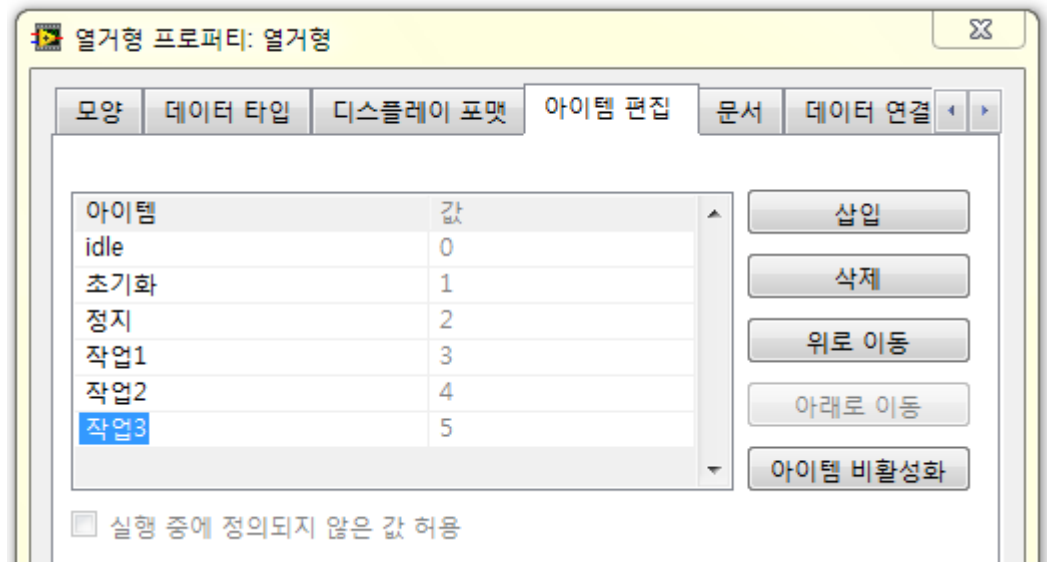 열거형 프로퍼티: 열거형
모양 데이터 타입 디스플레이 포맷 아이템 편집 문서 데이터 연결
아이템 값
idle 0
초기화 1
정지 2
작업1 3
작업2 4
작업3 5
삽입
삭제
위로 이동
아래로 이동
아이템 비활성화
실행 중에 정의되지 않은 값 허용